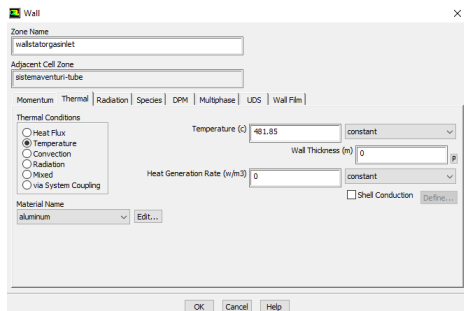 Wall
Zone Name
wallstatorgasinlet
Adjacent Cell Zone
sistemaventuri-tube
Momentum Thermal Radiation Species DPM Multiphase UDS Wall Film
Thermal Conditions
Heat Flux
Temperature
Convection
Radiation
Mixed
via System Coupling
Temperature (c) 481.85 constant
Wall Thickness (m) 0 P
Heat Generation Rate (w/m3) 0 constant
Shell Conduction Define...
Material Name
aluminum Edit...
OK Cancel Help